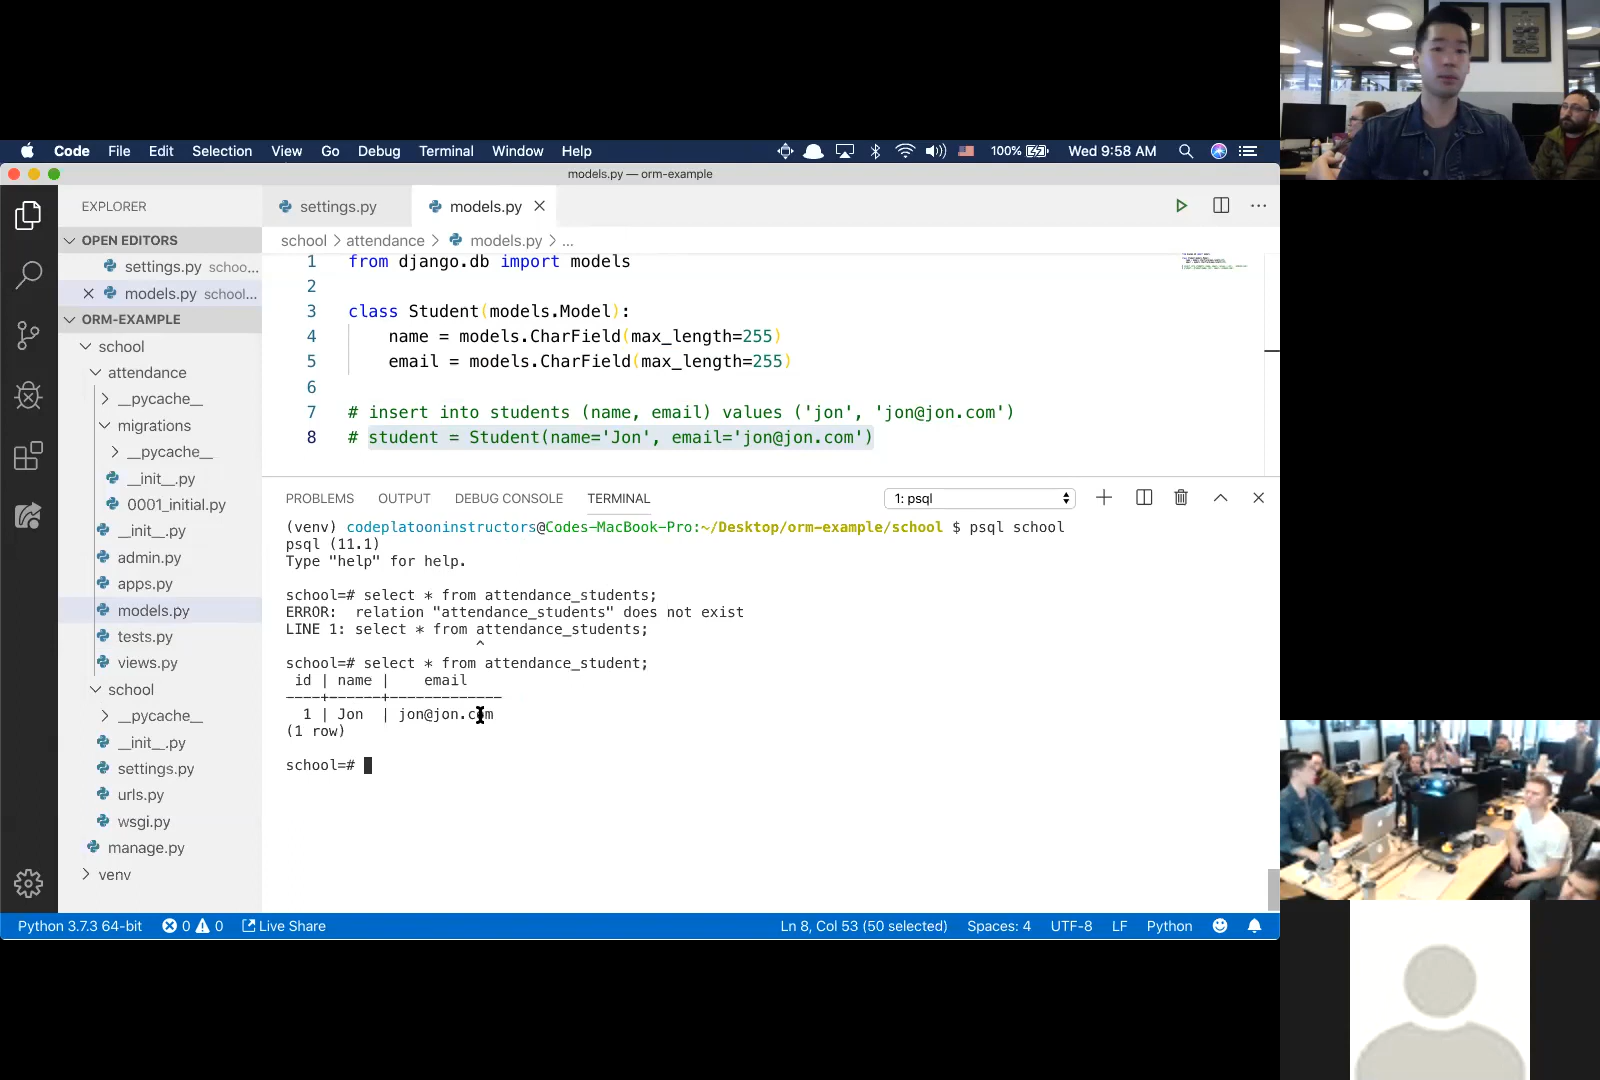 Code File Edit Selection View Go Debug Terminal Window Help 100% Wed 9:58 AM
models.py — orm-example
EXPLORER
settings.py models.py
OPEN EDITORS
settings.py schoo...
models.py school...
ORM-EXAMPLE
school
attendance
__pycache__
migrations
__pycache__
__init__.py
0001_initial.py
__init__.py
admin.py
apps.py
models.py
tests.py
views.py
school
__pycache__
__init__.py
settings.py
urls.py
wsgi.py
manage.py
venv
school > attendance > models.py > ...
1 from django.db import models
2
3 class Student(models.Model):
4 name = models.CharField(max_length=255)
5 email = models.CharField(max_length=255)
6
7 # insert into students (name, email) values ('jon', 'jon@jon.com')
8 # student = Student(name='Jon', email='jon@jon.com')
PROBLEMS OUTPUT DEBUG CONSOLE TERMINAL 1: psql
(venv) codeplatooninstructors@Codes-MacBook-Pro:~/Desktop/orm-example/school $ psql school
psql (11.1)
Type "help" for help.
school=# select * from attendance_students;
ERROR: relation "attendance_students" does not exist
LINE 1: select * from attendance_students;
^
school=# select * from attendance_student;
id | name | email
----+------+-------------
1 | Jon | jon@jon.com
(1 row)
school=#
Python 3.7.3 64-bit 0 0 Live Share Ln 8, Col 53 (50 selected) Spaces: 4 UTF-8 LF Python